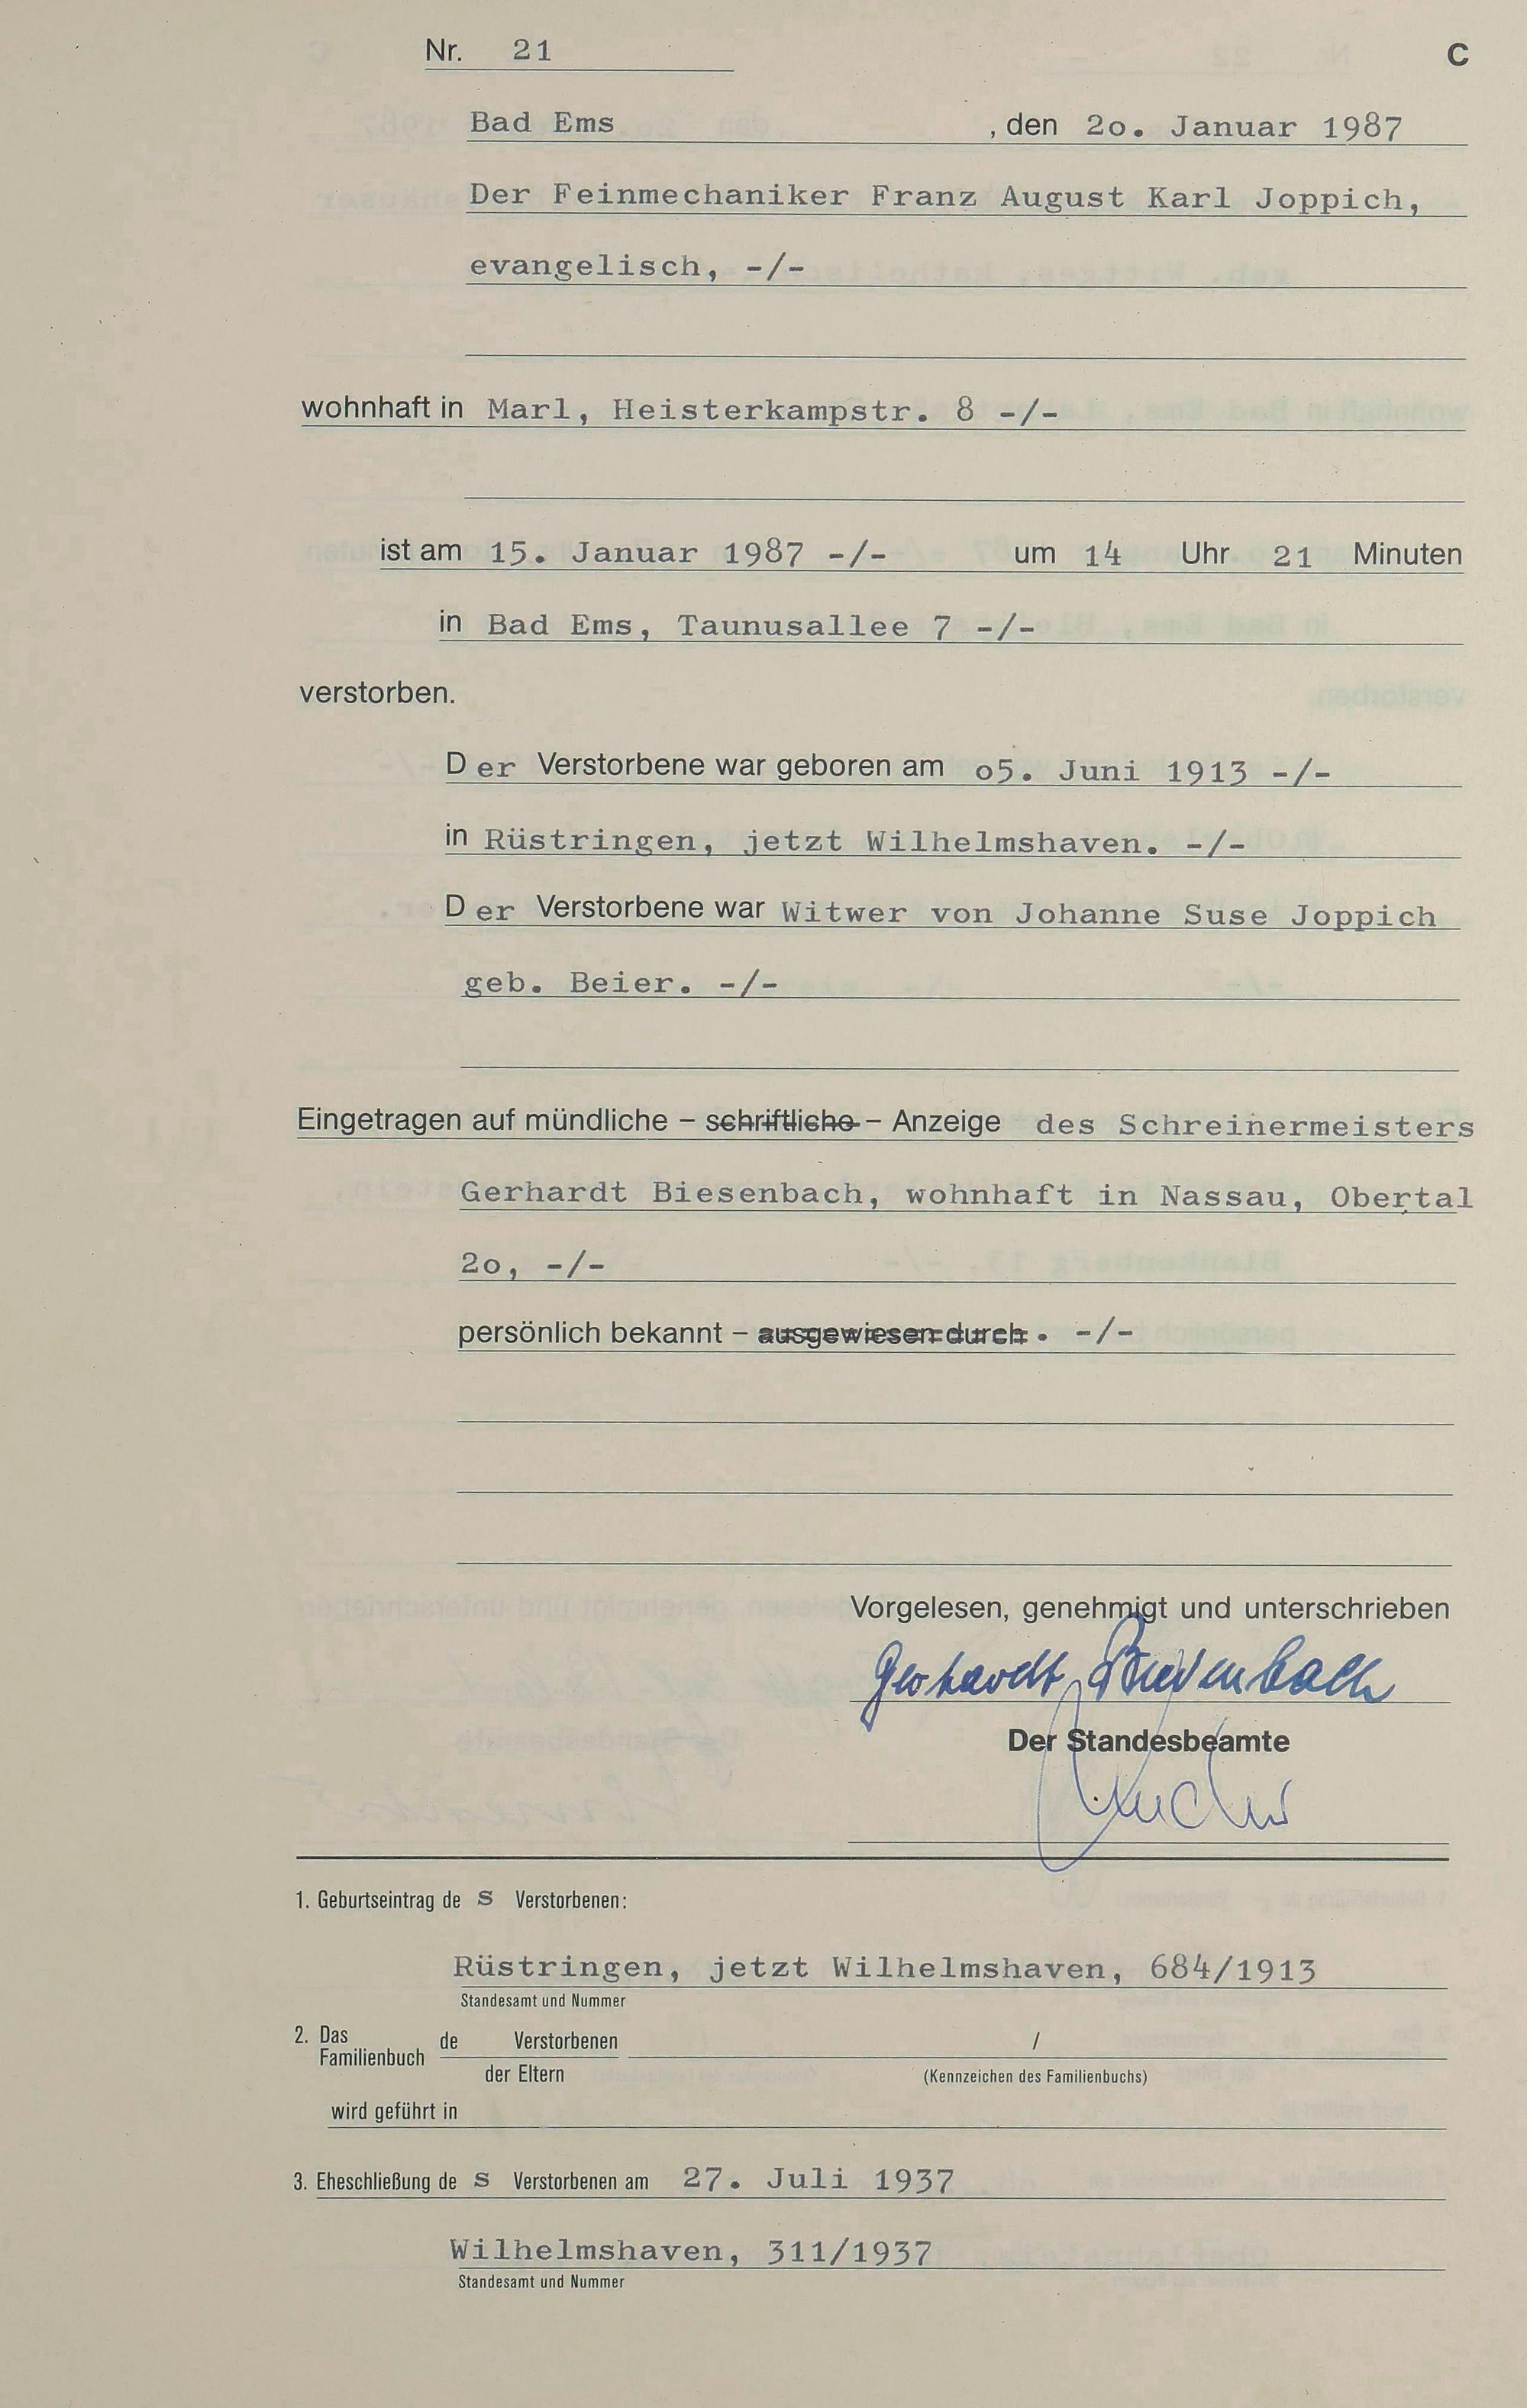 Nr. 21 C
Bad Ems , den 2o. Januar 1987
Der Feinmechaniker Franz August Karl Joppich,
evangelisch, -/-
wohnhaft in Marl, Heisterkampstr. 8 -/-
ist am 15. Januar 1987 -/- um 14 Uhr 21 Minuten
in Bad Ems, Taunusallee 7 -/-
verstorben.
Der Verstorbene war geboren am o5. Juni 1913 -/-
in Rüstringen, jetzt Wilhelmshaven. -/-
Der Verstorbene war Witwer von Johanne Suse Joppich
geb. Beier. -/-
Eingetragen auf mündliche – schriftliche – Anzeige des Schreinermeisters
Gerhardt Biesenbach, wohnhaft in Nassau, Obertal
2o, -/-
persönlich bekannt – ausgewiesen durch . -/-
Vorgelesen, genehmigt und unterschrieben
Gerhardt Biesenbach
Der Standesbeamte
1. Geburtseintrag de s Verstorbenen:
Rüstringen, jetzt Wilhelmshaven, 684/1913
Standesamt und Nummer
2. Das Familienbuch de Verstorbenen /
der Eltern (Kennzeichen des Familienbuchs)
wird geführt in
3. Eheschließung de s Verstorbenen am 27. Juli 1937
Wilhelmshaven, 311/1937
Standesamt und Nummer